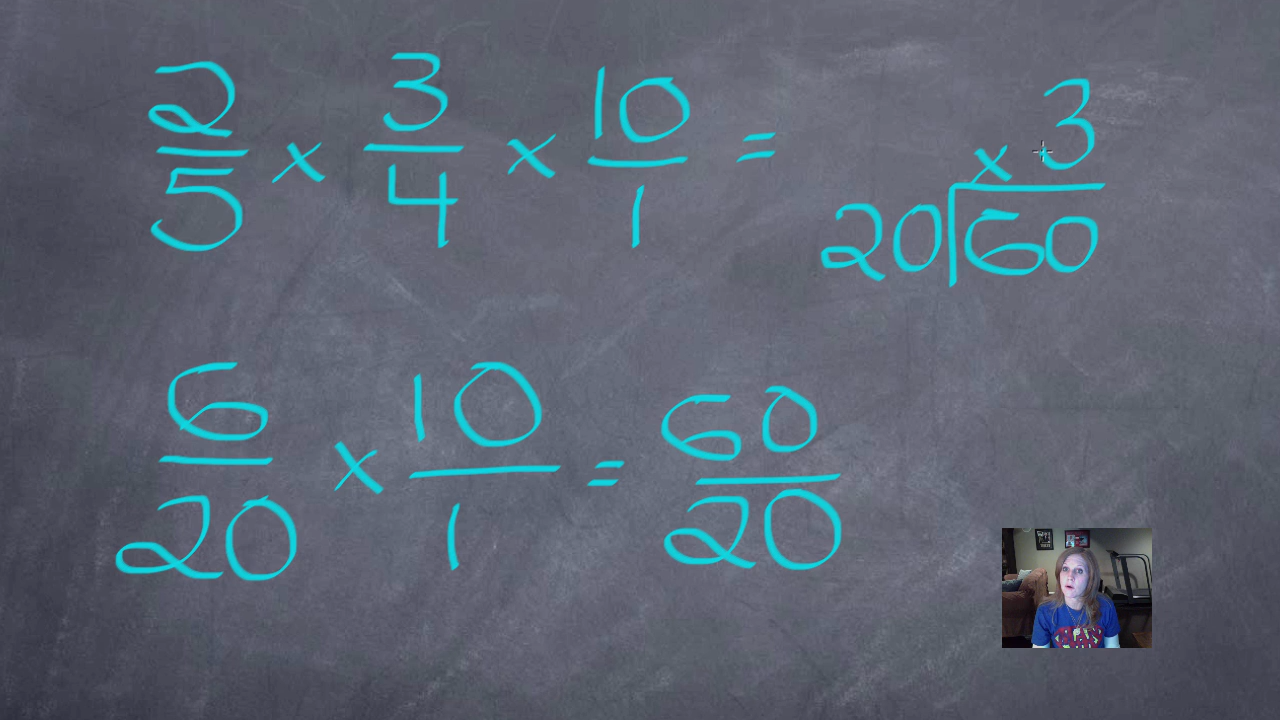 2/5 × 3/4 × 10/1 =
× 3
20)60
6/20 × 10/1 = 60/20